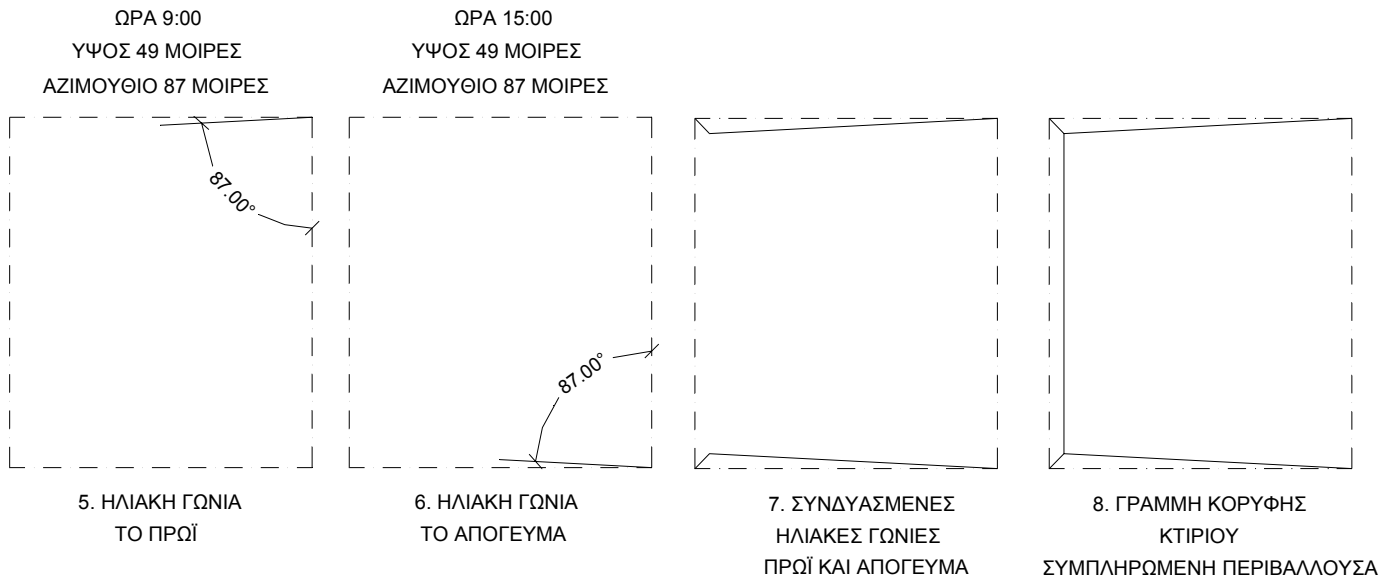 ΩΡΑ 9:00
ΥΨΟΣ 49 ΜΟΙΡΕΣ
ΑΖΙΜΟΥΘΙΟ 87 ΜΟΙΡΕΣ
ΩΡΑ 15:00
ΥΨΟΣ 49 ΜΟΙΡΕΣ
ΑΖΙΜΟΥΘΙΟ 87 ΜΟΙΡΕΣ
87.00°
87.00°
5. ΗΛΙΑΚΗ ΓΩΝΙΑ
ΤΟ ΠΡΩΪ
6. ΗΛΙΑΚΗ ΓΩΝΙΑ
ΤΟ ΑΠΟΓΕΥΜΑ
7. ΣΥΝΔΥΑΣΜΕΝΕΣ
ΗΛΙΑΚΕΣ ΓΩΝΙΕΣ
ΠΡΩΪ ΚΑΙ ΑΠΟΓΕΥΜΑ
8. ΓΡΑΜΜΗ ΚΟΡΥΦΗΣ
ΚΤΙΡΙΟΥ
ΣΥΜΠΛΗΡΩΜΕΝΗ ΠΕΡΙΒΑΛΛΟΥΣΑ